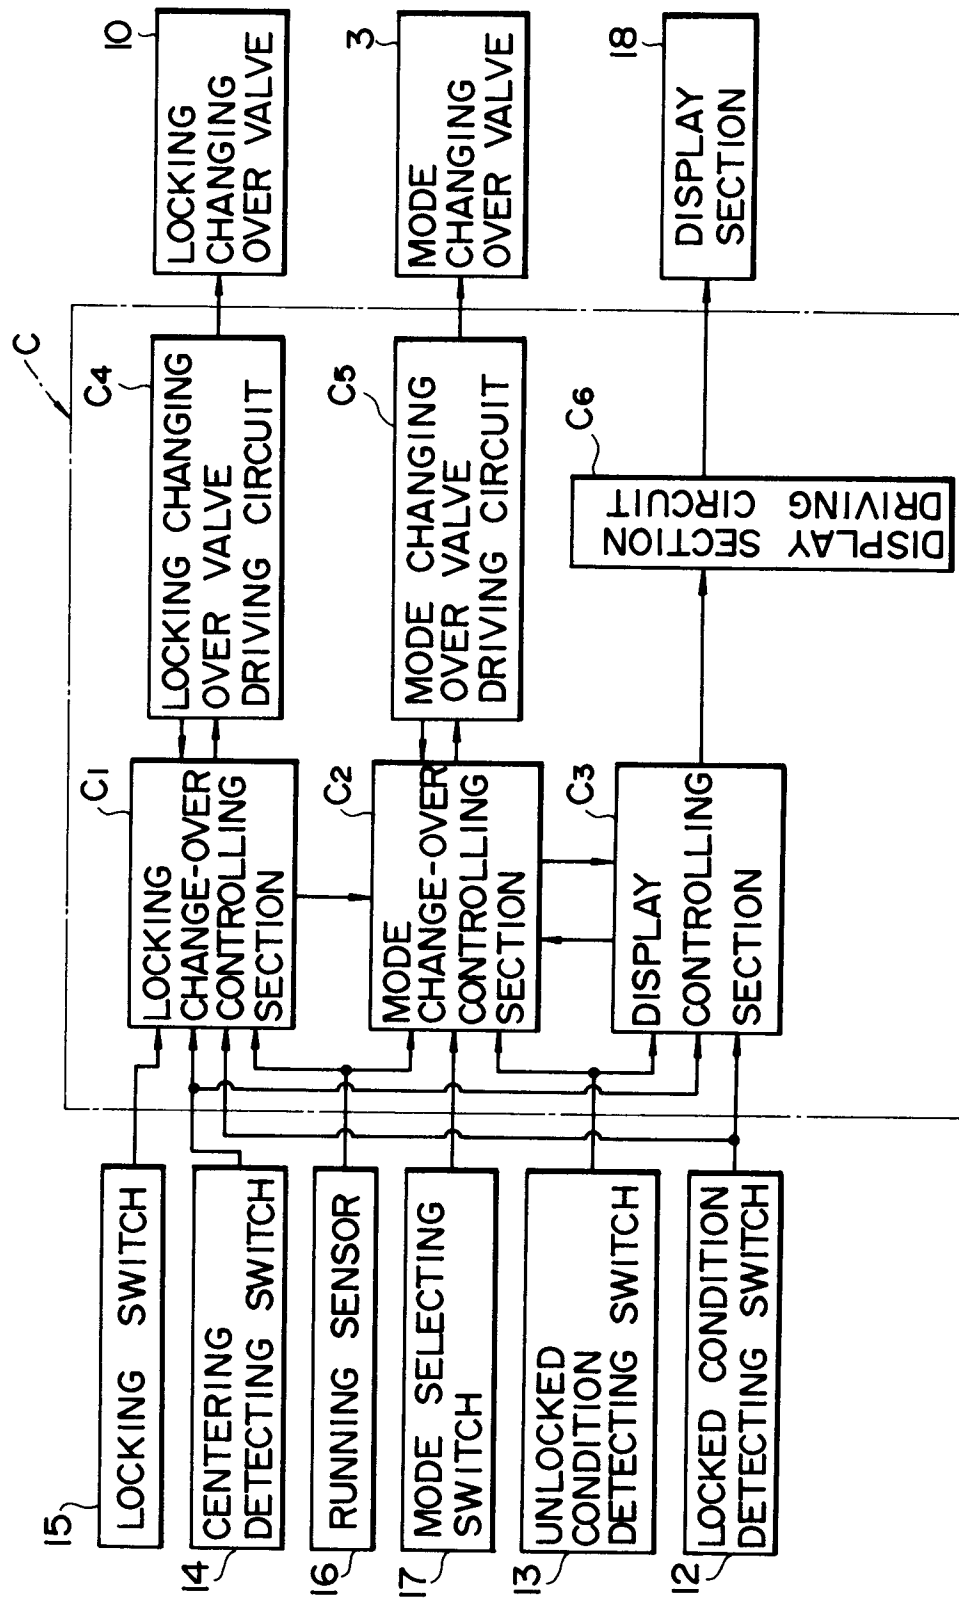 15
LOCKING SWITCH
14
CENTERING
DETECTING SWITCH
16
RUNNING SENSOR
17
MODE SELECTING
SWITCH
13
UNLOCKED
CONDITION
DETECTING SWITCH
12
LOCKED CONDITION
DETECTING SWITCH
C
C1
LOCKING
CHANGE-OVER
CONTROLLING
SECTION
C2
MODE
CHANGE-OVER
CONTROLLING
SECTION
C3
DISPLAY
CONTROLLING
SECTION
C4
LOCKING CHANGING
OVER VALVE
DRIVING CIRCUIT
C5
MODE CHANGING
OVER VALVE
DRIVING CIRCUIT
C6
DISPLAY SECTION
DRIVING CIRCUIT
10
LOCKING
CHANGING
OVER VALVE
3
MODE
CHANGING
OVER VALVE
18
DISPLAY
SECTION